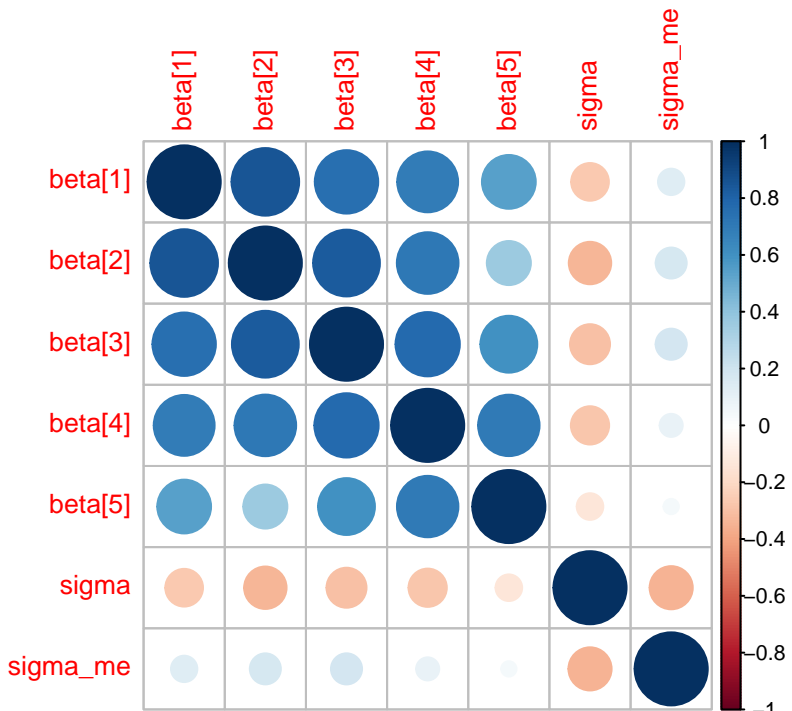 beta[1]
beta[2]
beta[3]
beta[4]
beta[5]
sigma
sigma_me
beta[1]
beta[2]
beta[3]
beta[4]
beta[5]
sigma
sigma_me
1
0.8
0.6
0.4
0.2
0
−0.2
−0.4
−0.6
−0.8
−1